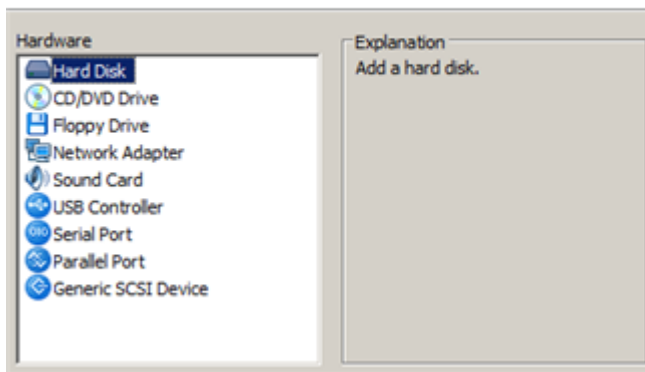 Hardware
Explanation
Hard Disk
Add a hard disk.
CD/DVD Drive
Floppy Drive
Network Adapter
Sound Card
USB Controller
Serial Port
Parallel Port
Generic SCSI Device